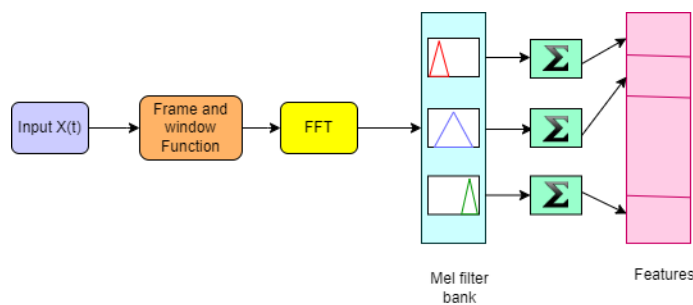 Input X(t)
Frame and
window
Function
FFT
Σ
Σ
Σ
Mel filter
bank
Features